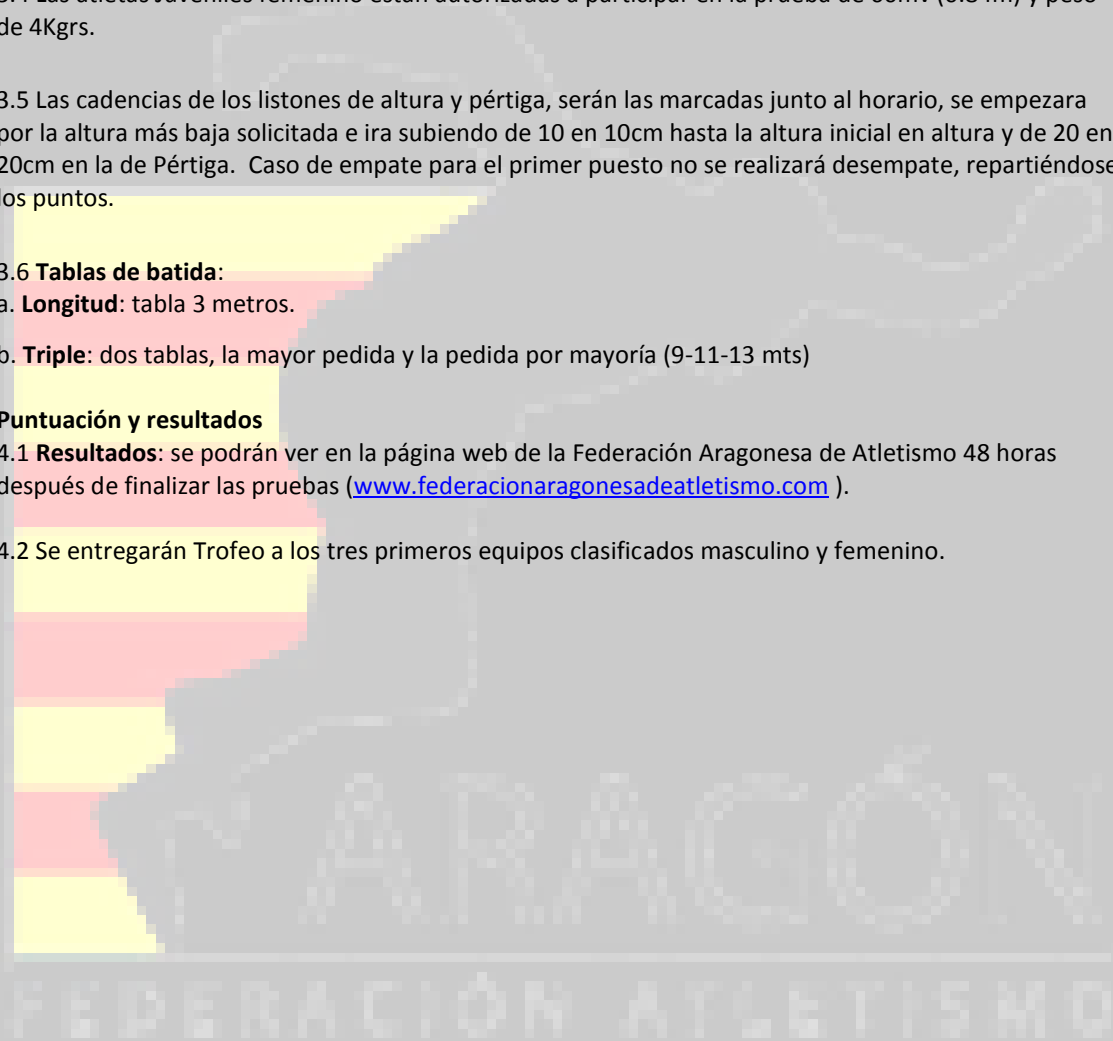 de 4Kgrs.
3.5 Las cadencias de los listones de altura y pértiga, serán las marcadas junto al horario, se empezara
por la altura más baja solicitada e ira subiendo de 10 en 10cm hasta la altura inicial en altura y de 20 en
20cm en la de Pértiga.  Caso de empate para el primer puesto no se realizará desempate, repartiéndose
los puntos.
3.6 Tablas de batida:
a. Longitud: tabla 3 metros.
b. Triple: dos tablas, la mayor pedida y la pedida por mayoría (9-11-13 mts)
Puntuación y resultados
4.1 Resultados: se podrán ver en la página web de la Federación Aragonesa de Atletismo 48 horas
después de finalizar las pruebas (www.federacionaragonesadeatletismo.com ).
4.2 Se entregarán Trofeo a los tres primeros equipos clasificados masculino y femenino.
ARAGÓN
FEDERACIÓN ATLETISMO